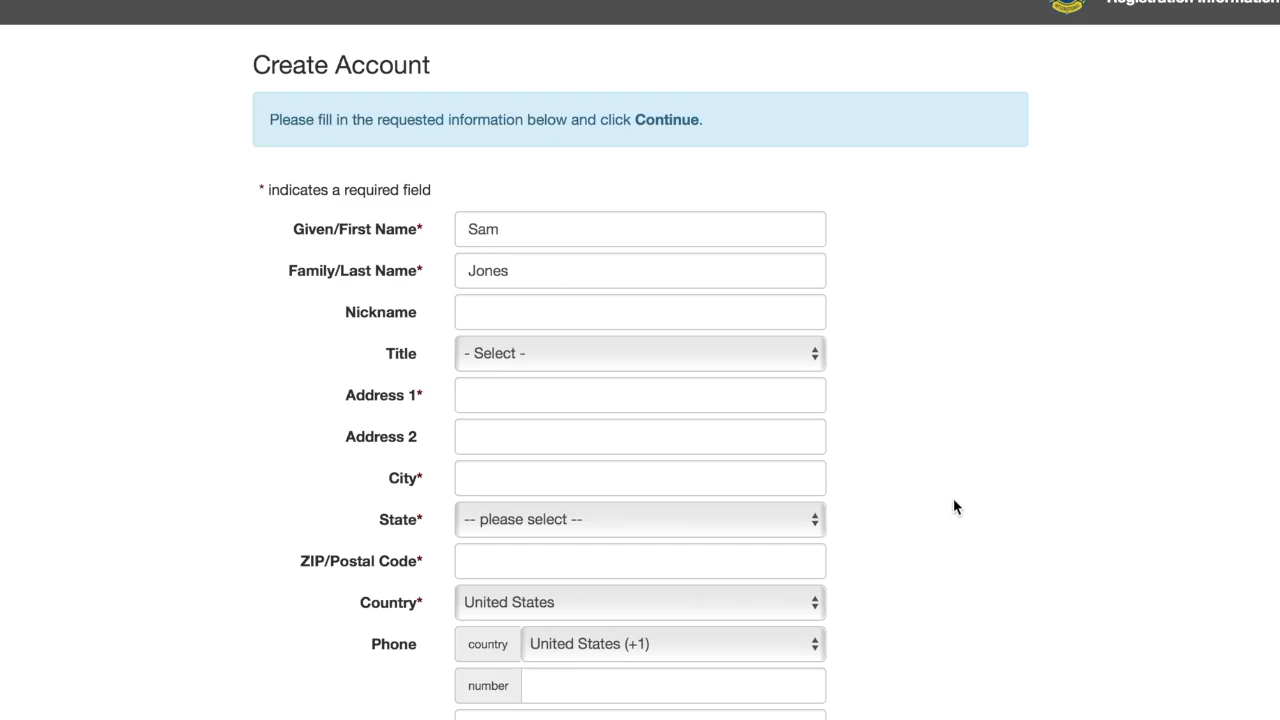 Registration Information
Create Account
Please fill in the requested information below and click Continue.
* indicates a required field
Given/First Name* Sam
Family/Last Name* Jones
Nickname
Title - Select -
Address 1*
Address 2
City*
State* -- please select --
ZIP/Postal Code*
Country* United States
Phone country United States (+1)
number